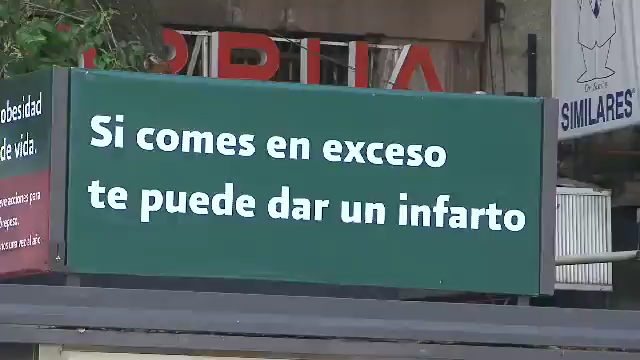 Si comes en exceso
te puede dar un infarto
obesidad
de vida.
SIMILARES